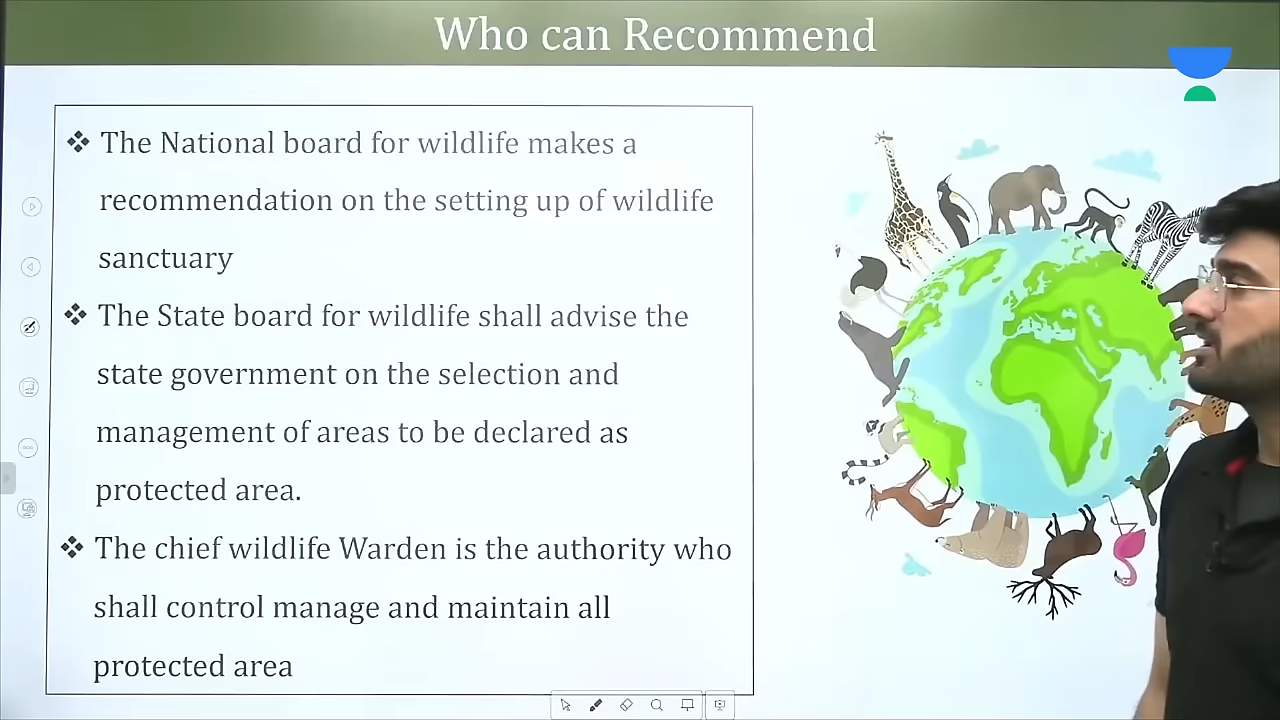 Who can Recommend
❖ The National board for wildlife makes a
recommendation on the setting up of wildlife
sanctuary
❖ The State board for wildlife shall advise the
state government on the selection and
management of areas to be declared as
protected area.
❖ The chief wildlife Warden is the authority who
shall control manage and maintain all
protected area